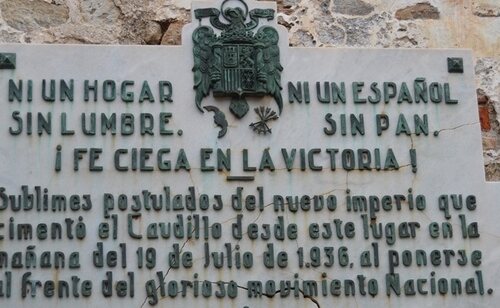 NI UN HOGAR NI UN ESPAÑOL
SIN LUMBRE. SIN PAN.
¡FE CIEGA EN LA VICTORIA!
Sublimes postulados del nuevo imperio que
cimentó el Caudillo desde este lugar en la
mañana del 19 de Julio de 1.936, al ponerse
al frente del glorioso movimiento Nacional.